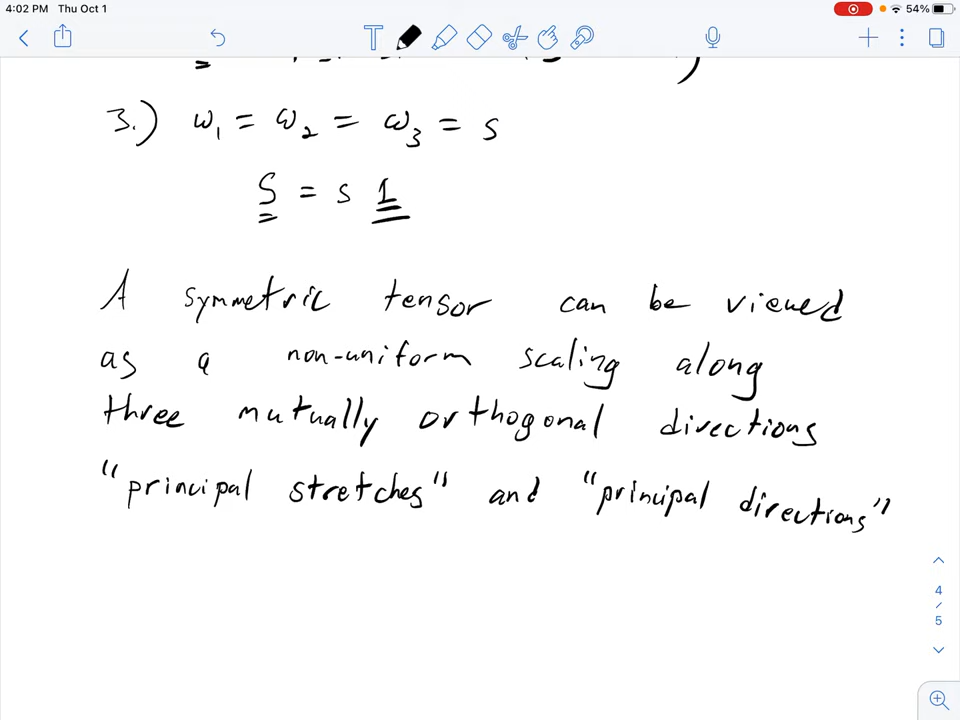 4:02 PM Thu Oct 1 54%
3.) ω₁ = ω₂ = ω₃ = s
S = s 1
A symmetric tensor can be viewed
as a non-uniform scaling along
three mutually orthogonal directions
"principal stretches" and "principal directions"
4
/
5